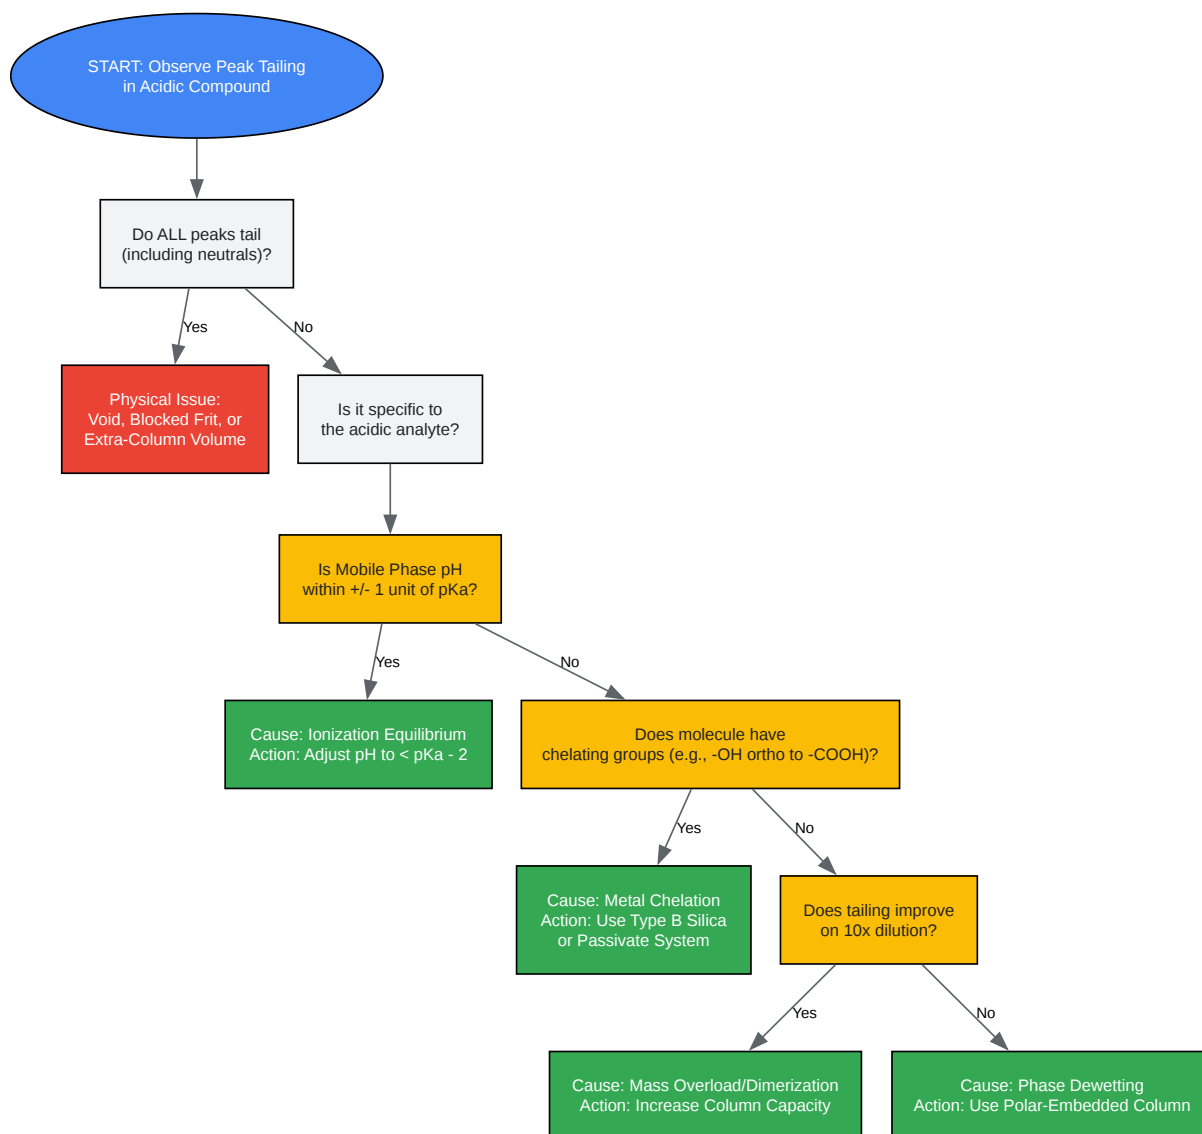 START: Observe Peak Tailing
in Acidic Compound
Do ALL peaks tail
(including neutrals)?
Yes
No
Physical Issue:
Void, Blocked Frit, or
Extra-Column Volume
Is it specific to
the acidic analyte?
Is Mobile Phase pH
within +/- 1 unit of pKa?
Yes
No
Cause: Ionization Equilibrium
Action: Adjust pH to < pKa - 2
Does molecule have
chelating groups (e.g., -OH ortho to -COOH)?
Yes
No
Cause: Metal Chelation
Action: Use Type B Silica
or Passivate System
Does tailing improve
on 10x dilution?
Yes
No
Cause: Mass Overload/Dimerization
Action: Increase Column Capacity
Cause: Phase Dewetting
Action: Use Polar-Embedded Column